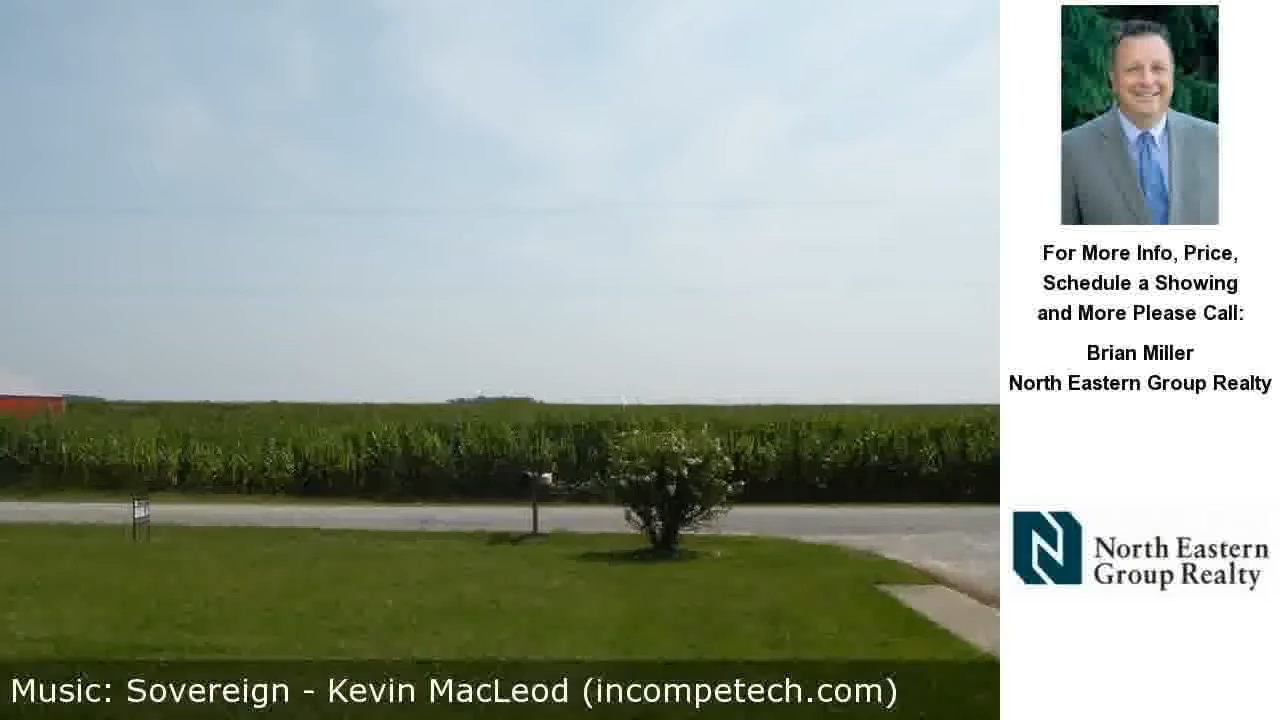 For More Info, Price,
Schedule a Showing
and More Please Call:
Brian Miller
North Eastern Group Realty
North Eastern
Group Realty
Music: Sovereign - Kevin MacLeod (incompetech.com)